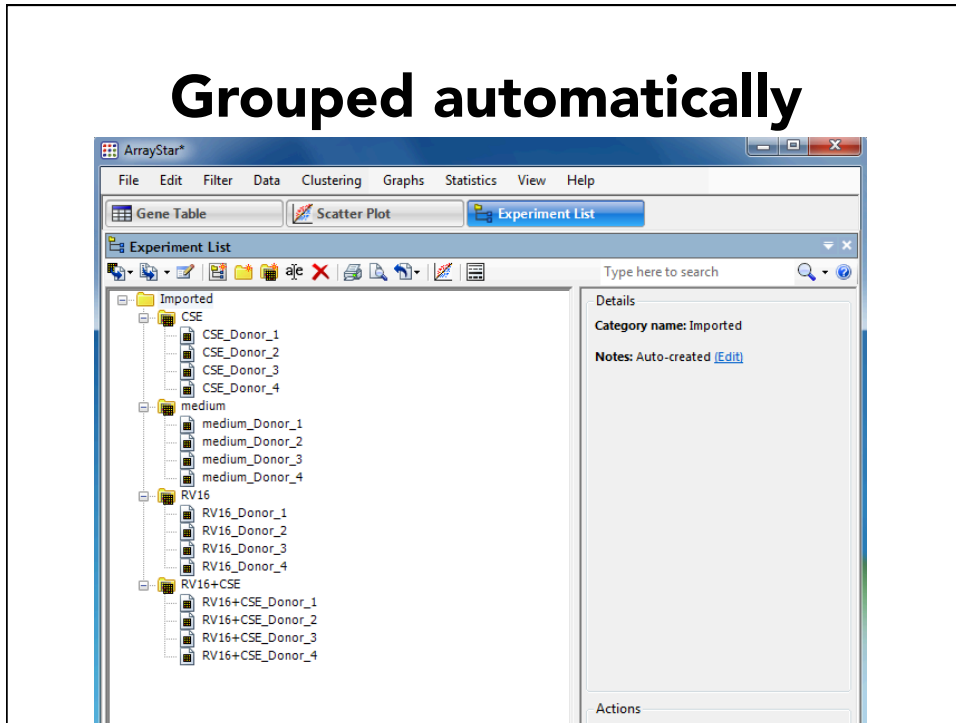 Grouped automatically
ArrayStar*
File Edit Filter Data Clustering Graphs Statistics View Help
Gene Table Scatter Plot Experiment List
Experiment List
Type here to search
Imported
CSE
CSE_Donor_1
CSE_Donor_2
CSE_Donor_3
CSE_Donor_4
medium
medium_Donor_1
medium_Donor_2
medium_Donor_3
medium_Donor_4
RV16
RV16_Donor_1
RV16_Donor_2
RV16_Donor_3
RV16_Donor_4
RV16+CSE
RV16+CSE_Donor_1
RV16+CSE_Donor_2
RV16+CSE_Donor_3
RV16+CSE_Donor_4
Details
Category name: Imported
Notes: Auto-created (Edit)
Actions